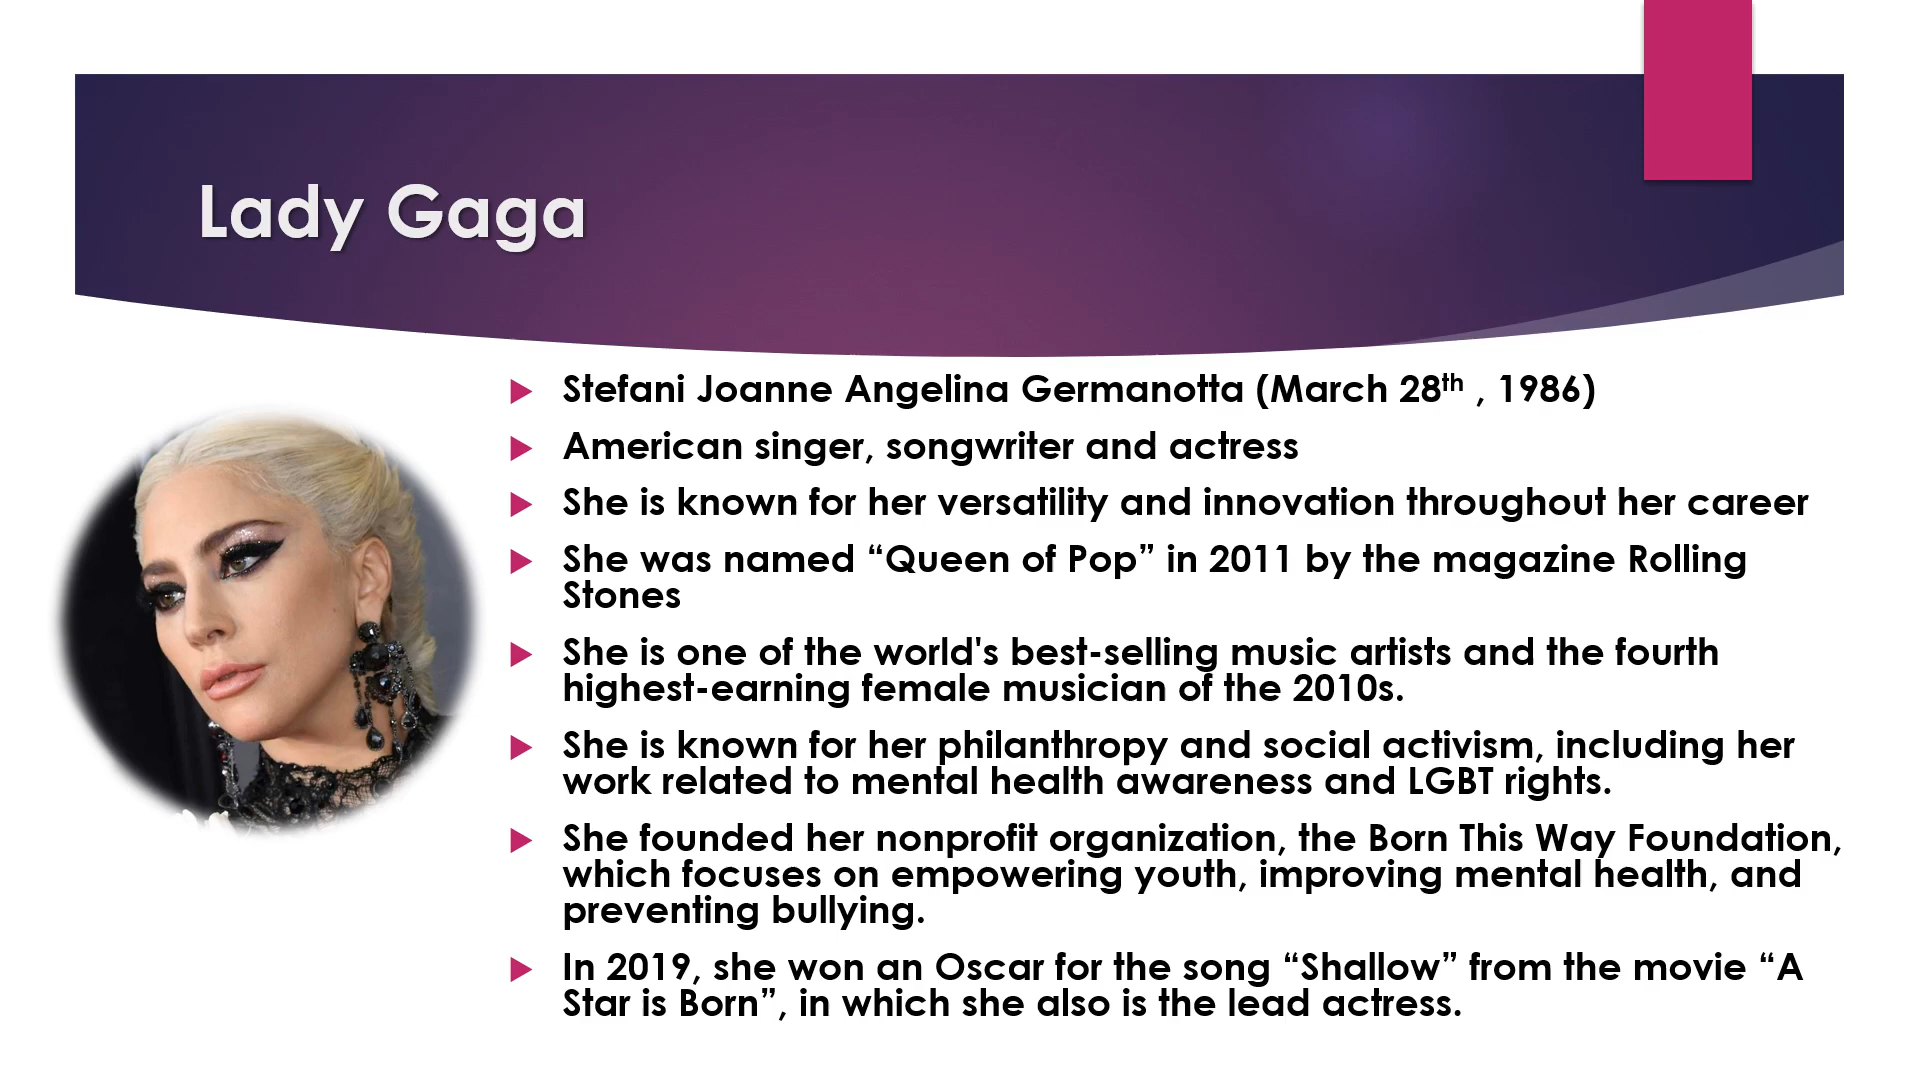 Lady Gaga
Stefani Joanne Angelina Germanotta (March 28th , 1986)
American singer, songwriter and actress
She is known for her versatility and innovation throughout her career
She was named “Queen of Pop” in 2011 by the magazine Rolling
Stones
She is one of the world's best-selling music artists and the fourth
highest-earning female musician of the 2010s.
She is known for her philanthropy and social activism, including her
work related to mental health awareness and LGBT rights.
She founded her nonprofit organization, the Born This Way Foundation,
which focuses on empowering youth, improving mental health, and
preventing bullying.
In 2019, she won an Oscar for the song “Shallow” from the movie “A
Star is Born”, in which she also is the lead actress.